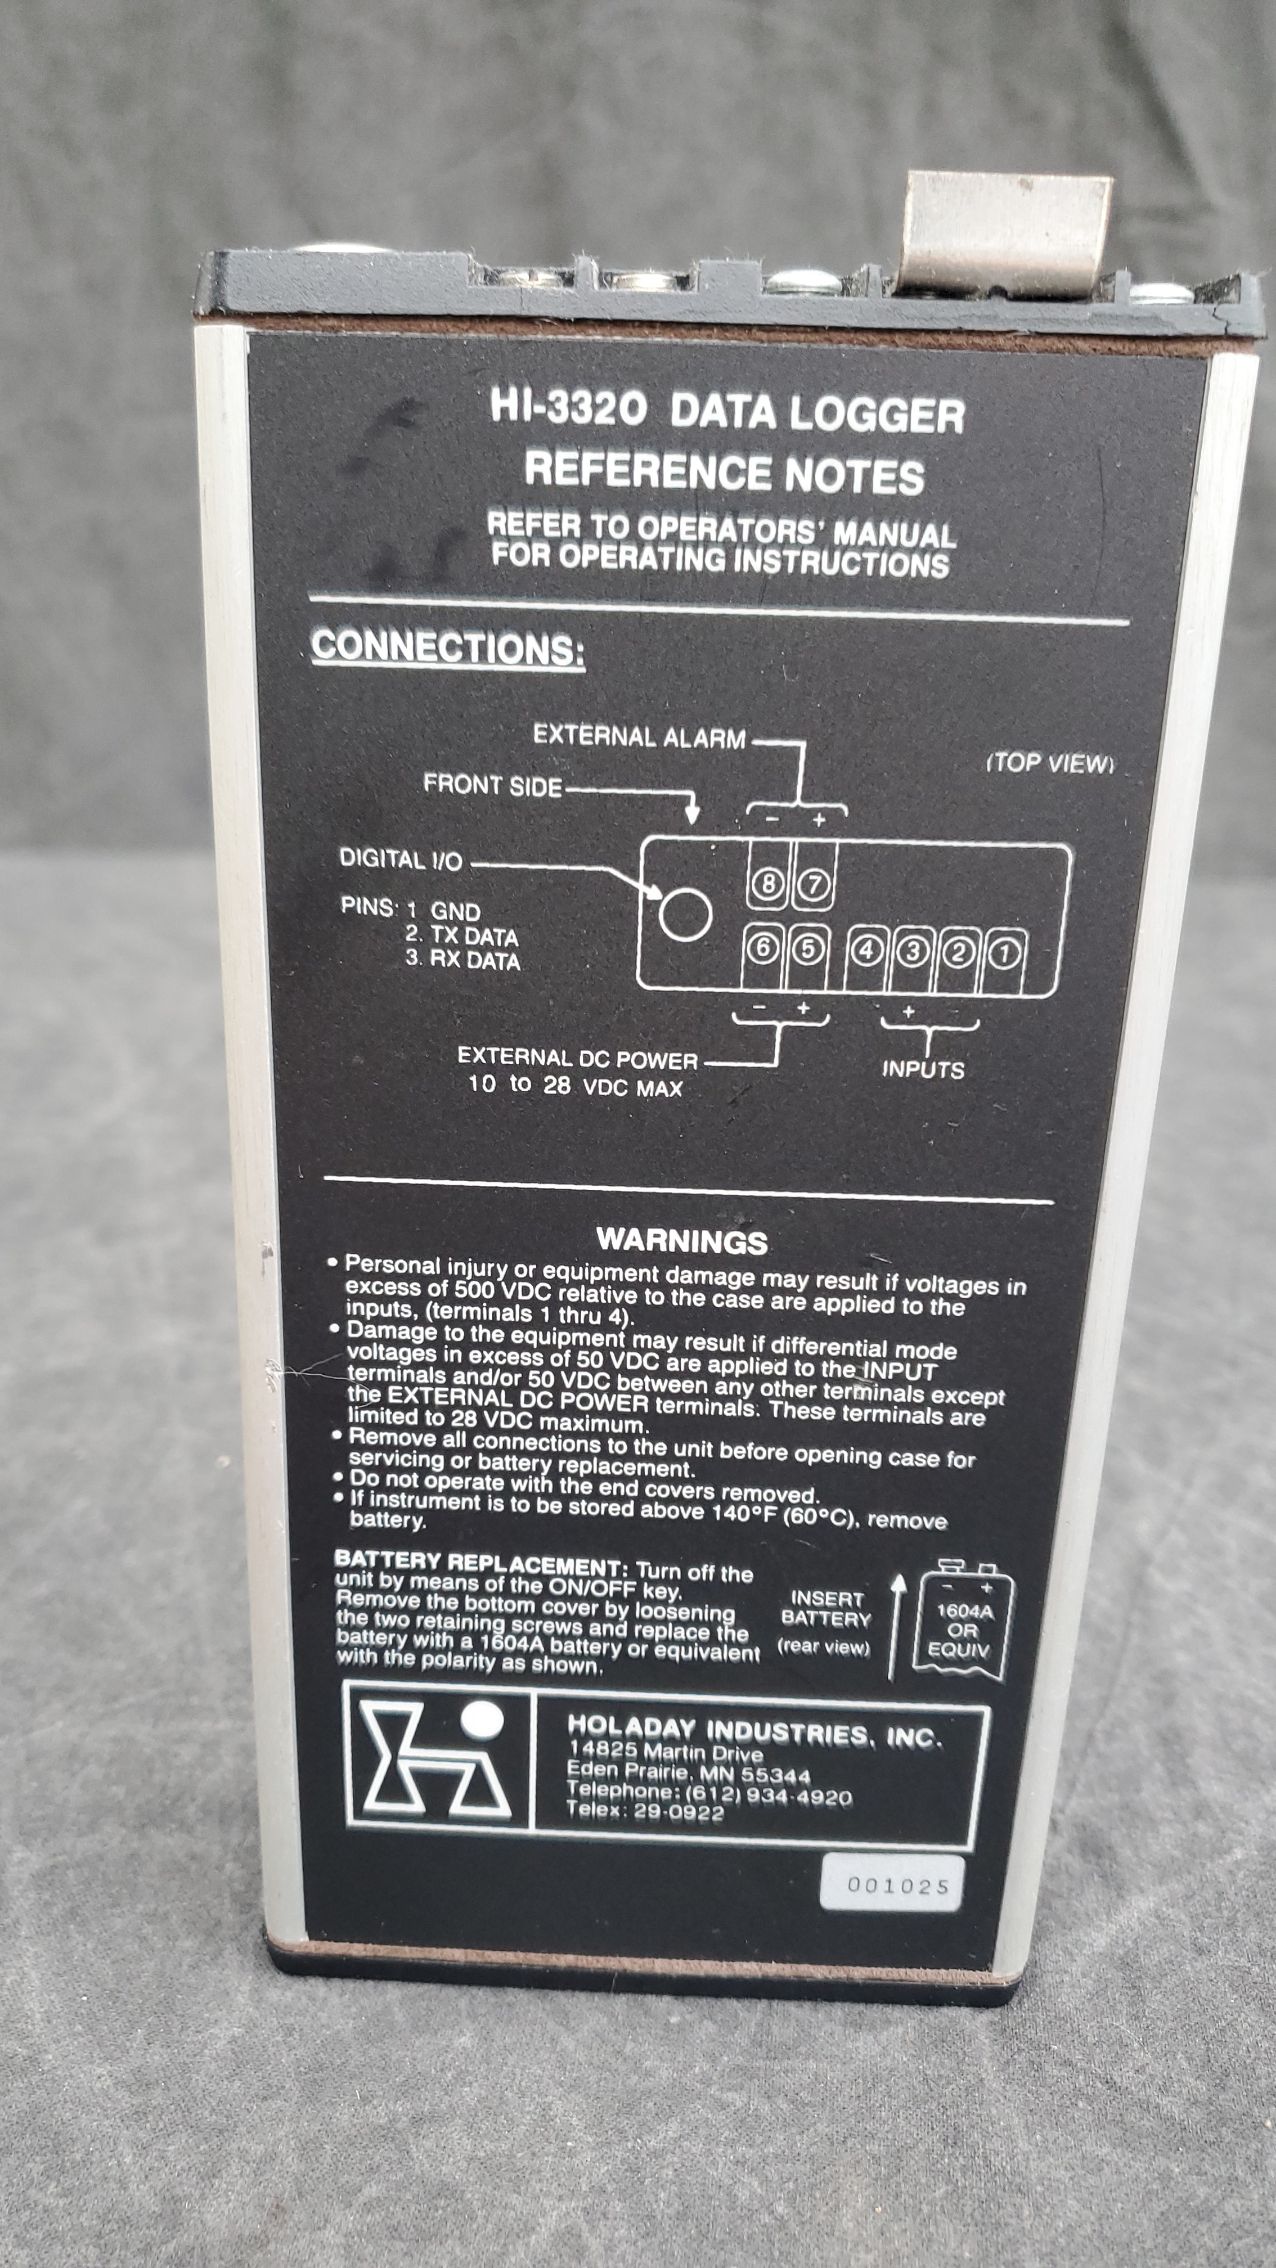 HI-3320 DATA LOGGER
REFERENCE NOTES
REFER TO OPERATORS' MANUAL
FOR OPERATING INSTRUCTIONS
CONNECTIONS:
EXTERNAL ALARM
(TOP VIEW)
FRONT SIDE
- +
DIGITAL I/O
8 7
PINS: 1 GND
2. TX DATA
3. RX DATA
6 5 4 3 2 1
- + + -
EXTERNAL DC POWER
10 to 28 VDC MAX
INPUTS
WARNINGS
• Personal injury or equipment damage may result if voltages in
excess of 500 VDC relative to the case are applied to the
inputs, (terminals 1 thru 4).
• Damage to the equipment may result if differential mode
voltages in excess of 50 VDC are applied to the INPUT
terminals and/or 50 VDC between any other terminals except
the EXTERNAL DC POWER terminals. These terminals are
limited to 28 VDC maximum.
• Remove all connections to the unit before opening case for
servicing or battery replacement.
• Do not operate with the end covers removed.
• If instrument is to be stored above 140°F (60°C), remove
battery.
BATTERY REPLACEMENT: Turn off the
unit by means of the ON/OFF key.
Remove the bottom cover by loosening
the two retaining screws and replace the
battery with a 1604A battery or equivalent
with the polarity as shown.
INSERT
BATTERY
(rear view)
- +
1604A
OR
EQUIV
HOLADAY INDUSTRIES, INC.
14825 Martin Drive
Eden Prairie, MN 55344
Telephone: (612) 934-4920
Telex: 29-0922
001025